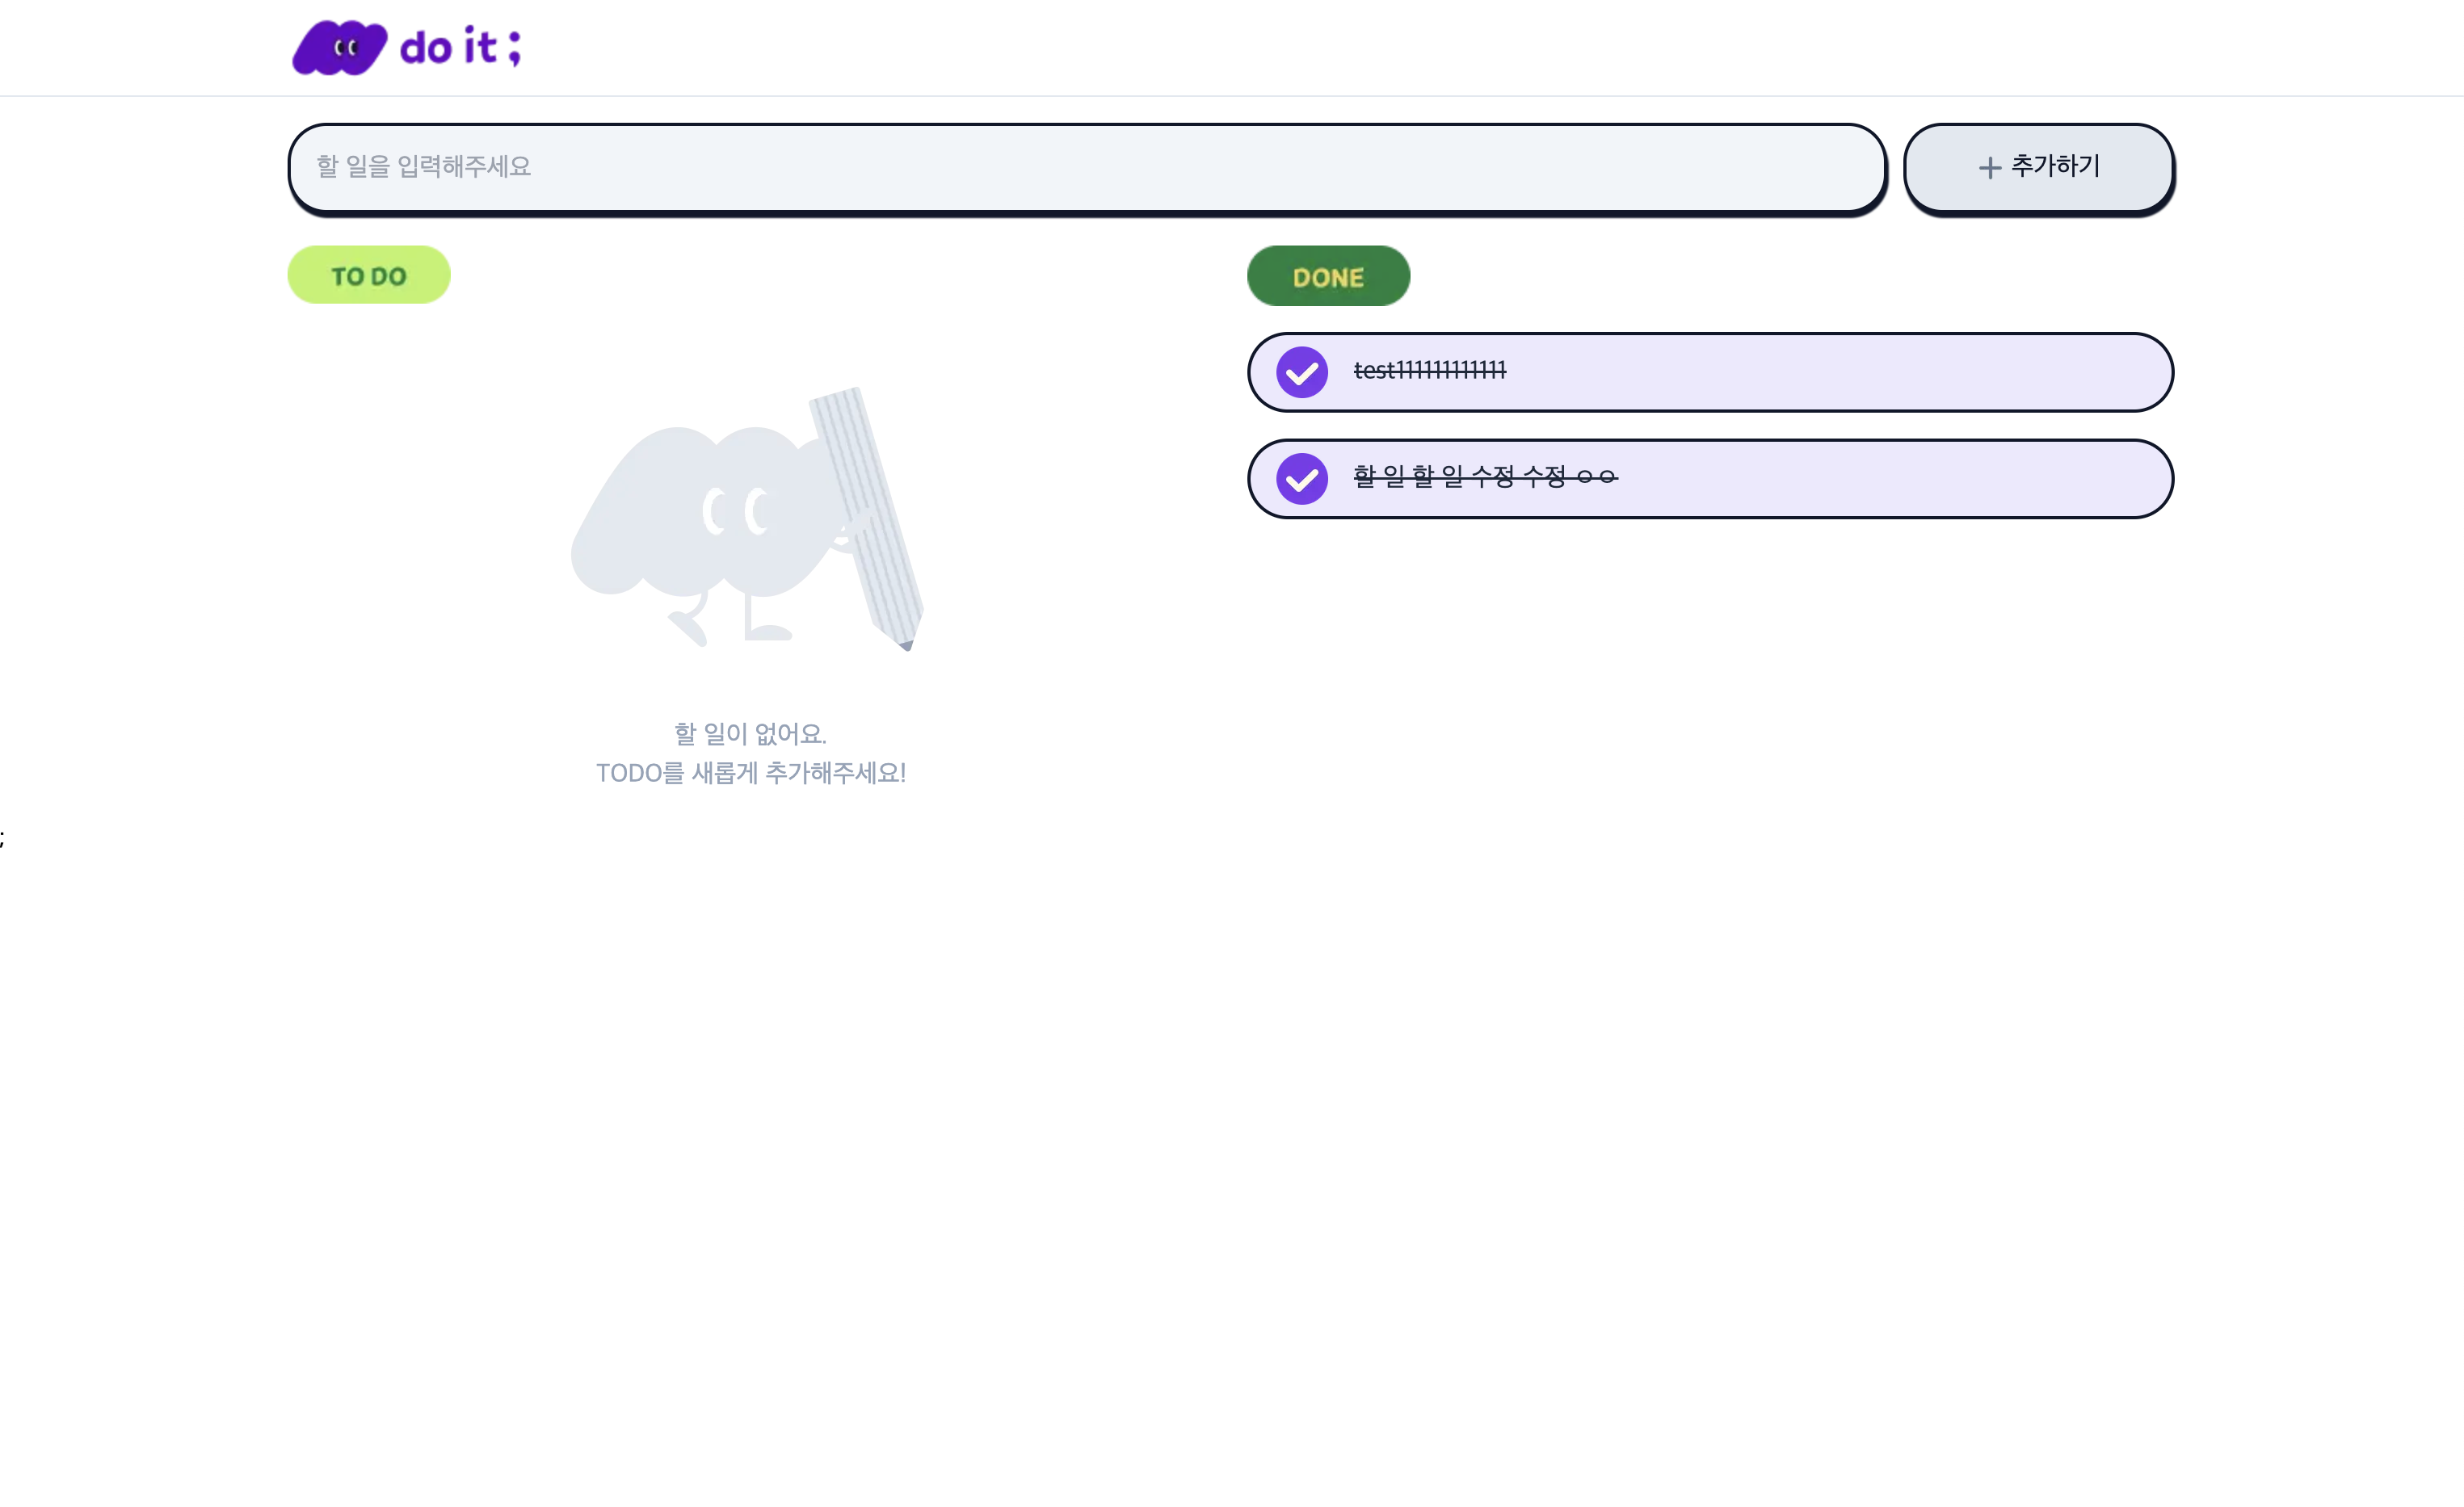 do it ;
할 일을 입력해주세요
+ 추가하기
TO DO
DONE
test111111111111
할 일 할 일 수정 수정 ㅇㅇ
할 일이 없어요.
TODO를 새롭게 추가해주세요!
;